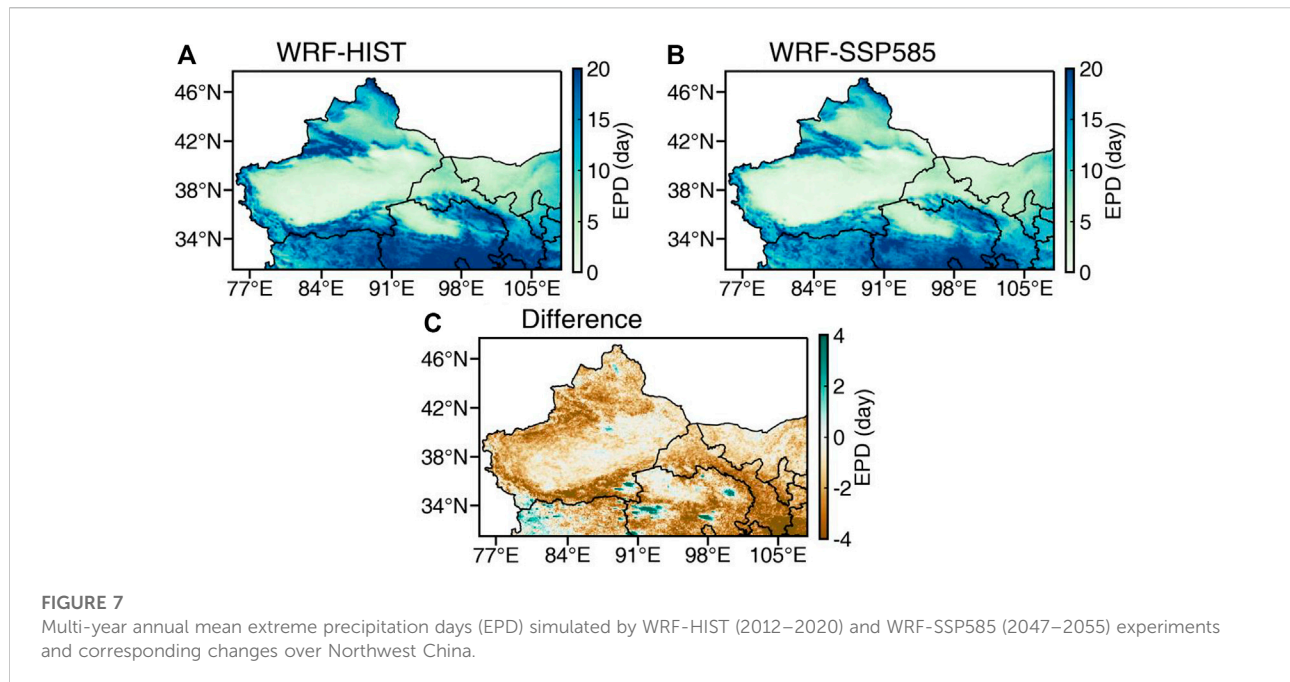 A WRF-HIST
46°N
42°N
38°N
34°N
77°E 84°E 91°E 98°E 105°E
20
15
10
5
0
EPD (day)
B WRF-SSP585
46°N
42°N
38°N
34°N
77°E 84°E 91°E 98°E 105°E
20
15
10
5
0
EPD (day)
C Difference
46°N
42°N
38°N
34°N
77°E 84°E 91°E 98°E 105°E
4
2
0
-2
-4
EPD (day)
FIGURE 7
Multi-year annual mean extreme precipitation days (EPD) simulated by WRF-HIST (2012–2020) and WRF-SSP585 (2047–2055) experiments
and corresponding changes over Northwest China.